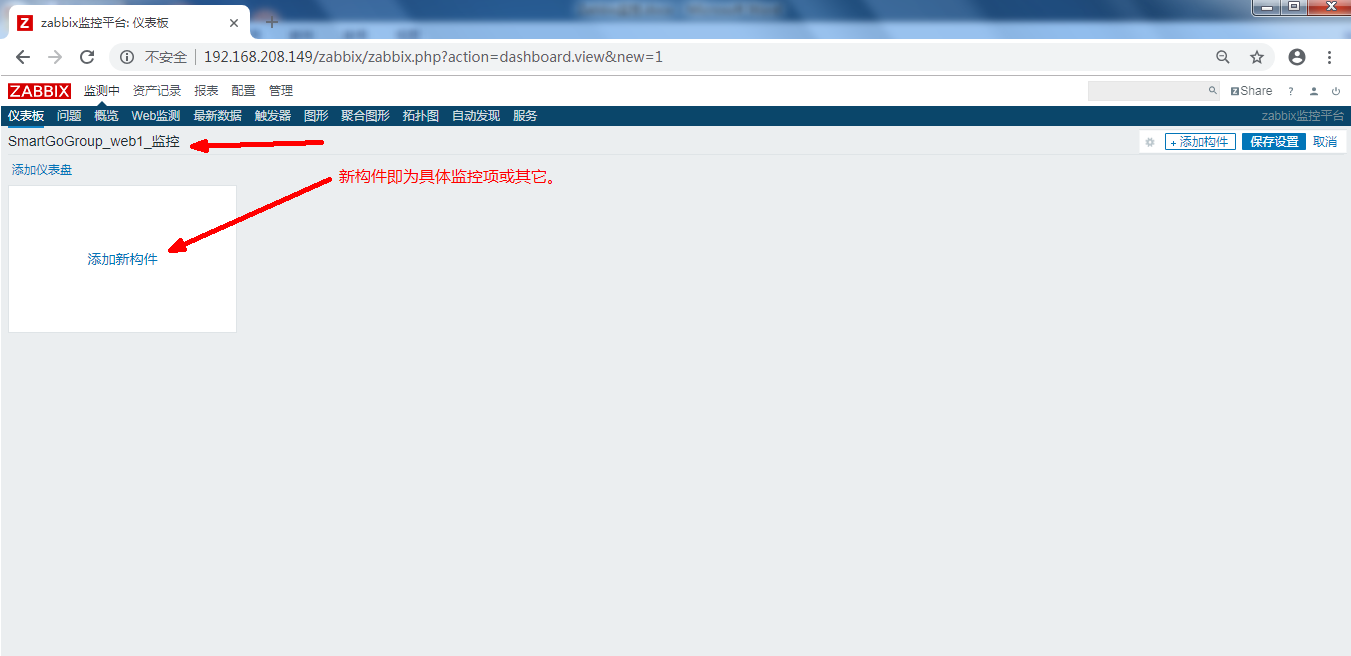 Z zabbix监控平台: 仪表板
不安全 192.168.208.149/zabbix/zabbix.php?action=dashboard.view&new=1
ZABBIX 监测中 资产记录 报表 配置 管理 Z Share ?
仪表板 问题 概览 Web监测 最新数据 触发器 图形 聚合图形 拓扑图 自动发现 服务 zabbix监控平台
SmartGoGroup_web1_监控 + 添加构件 保存设置 取消
添加仪表盘
新构件即为具体监控项或其它。
添加新构件